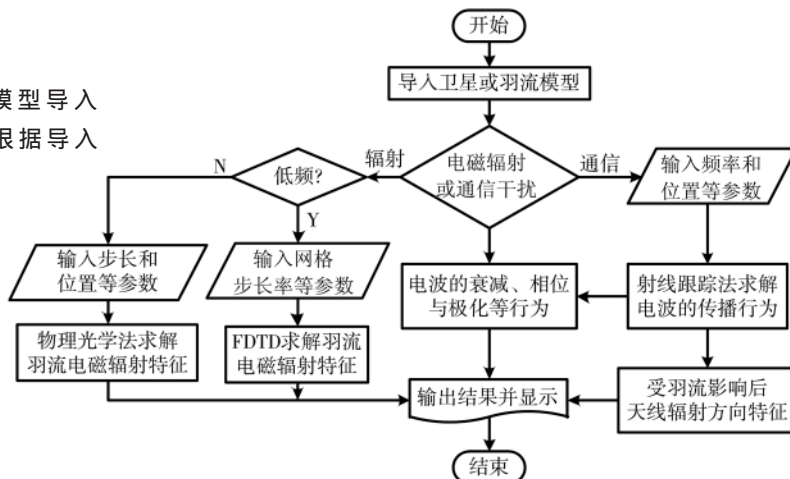 开始
导入卫星或羽流模型
模型导入
根据导入
电磁辐射
或通信干扰
辐射
通信
低频?
N
Y
输入频率和
位置等参数
输入步长和
位置等参数
输入网格
步长率等参数
电波的衰减、相位
与极化等行为
射线跟踪法求解
电波的传播行为
物理光学法求解
羽流电磁辐射特征
FDTD求解羽流
电磁辐射特征
输出结果并显示
受羽流影响后
天线辐射方向特征
结束